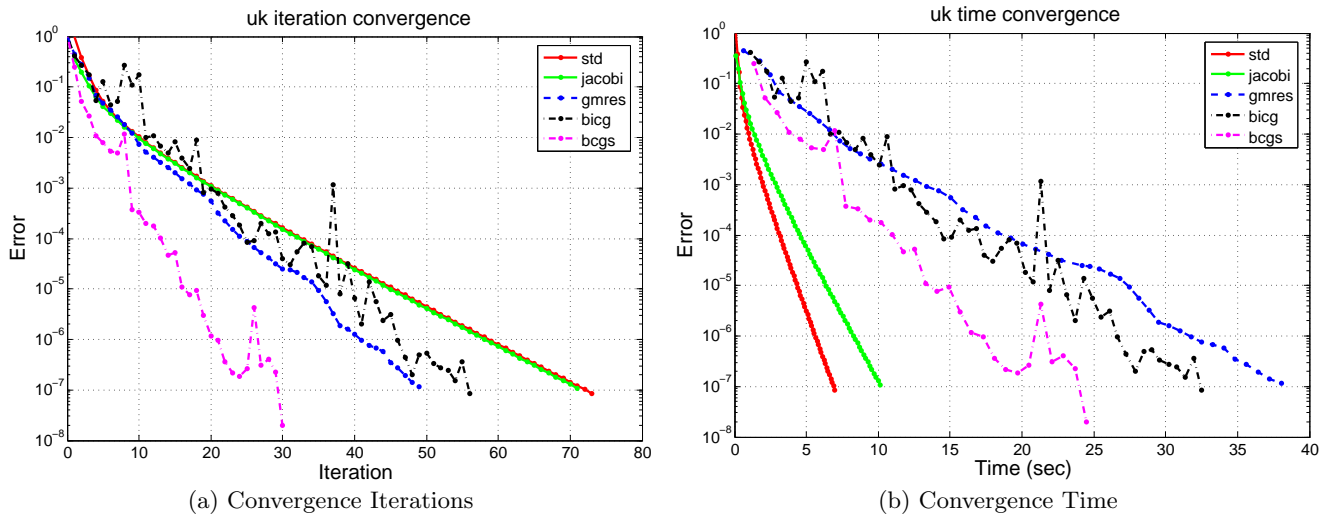 uk iteration convergence
10^0
10^-1
10^-2
10^-3
10^-4
10^-5
10^-6
10^-7
10^-8
Error
0 10 20 30 40 50 60 70 80
Iteration
std
jacobi
gmres
bicg
bcgs
(a) Convergence Iterations
uk time convergence
10^0
10^-1
10^-2
10^-3
10^-4
10^-5
10^-6
10^-7
10^-8
Error
0 5 10 15 20 25 30 35 40
Time (sec)
std
jacobi
gmres
bicg
bcgs
(b) Convergence Time